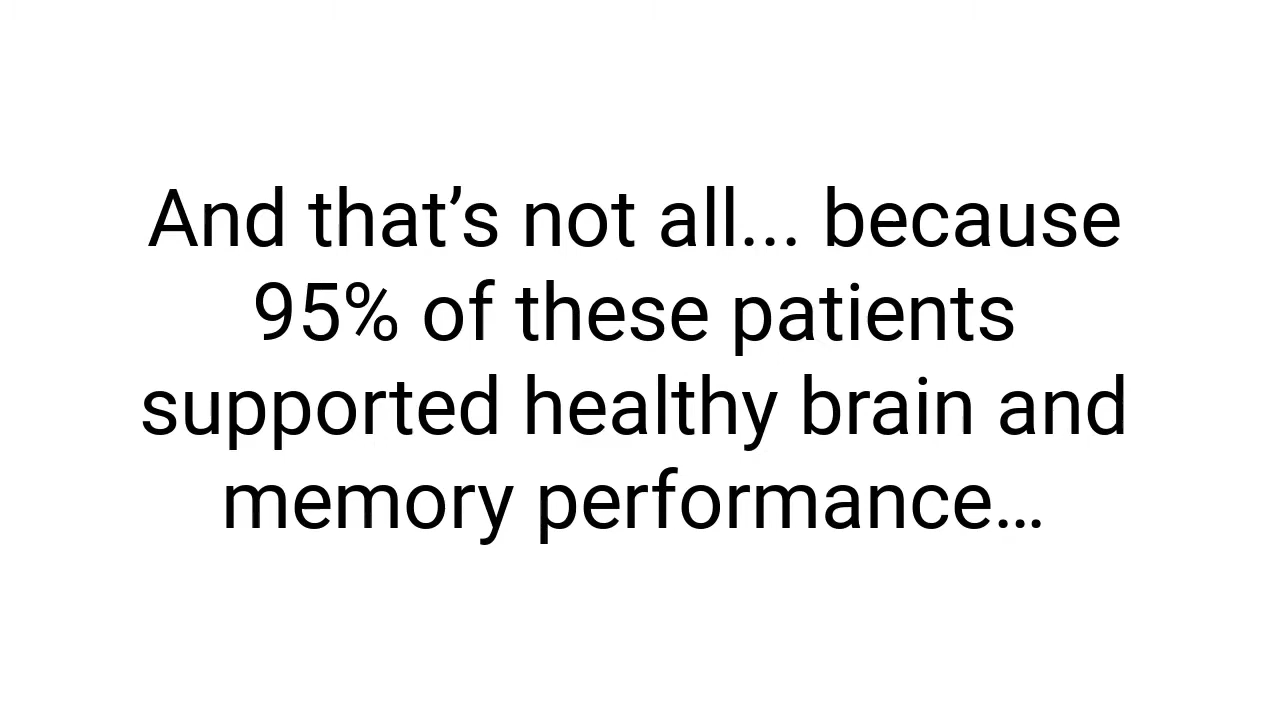 And that’s not all... because
95% of these patients
supported healthy brain and
memory performance…